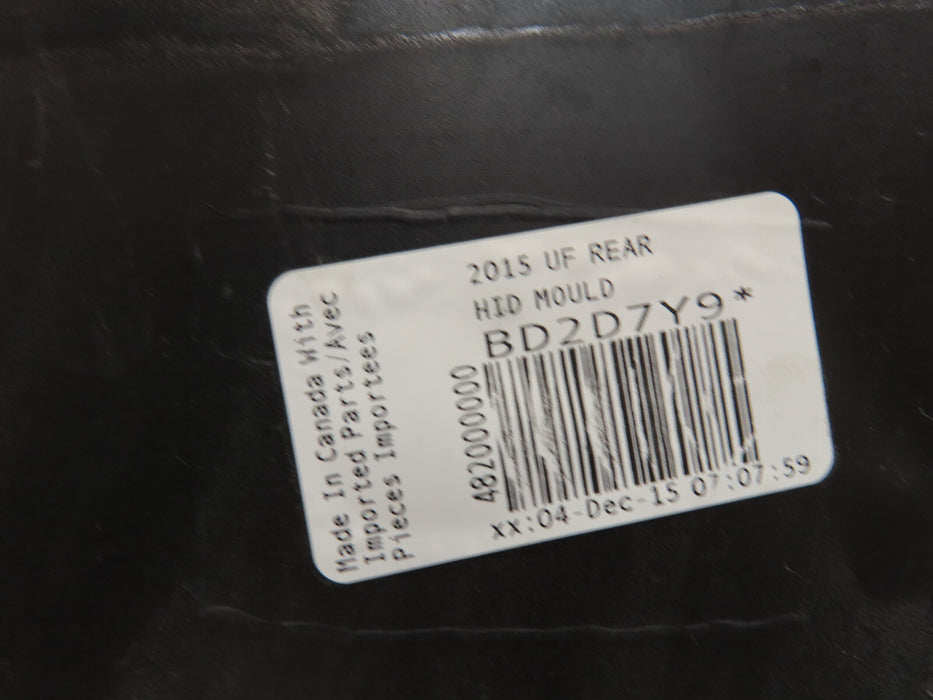 2015 UF REAR
HID MOULD
BD2D7Y9*
482000000
xx:04-Dec-15 07:07:59
Made In Canada With
Imported Parts/Avec
Pieces Importees